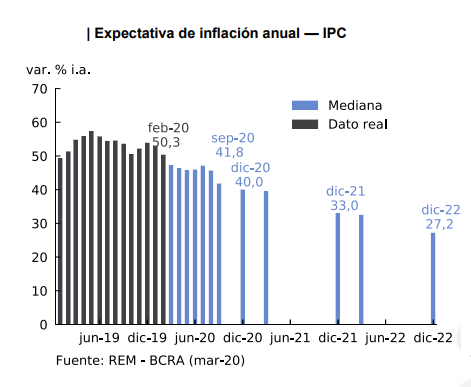 | Expectativa de inflación anual — IPC
var. % i.a.
70
60
50
40
30
20
10
0
Mediana
Dato real
feb-20
50,3
sep-20
41,8
dic-20
40,0
dic-21
33,0
dic-22
27,2
jun-19 dic-19 jun-20 dic-20 jun-21 dic-21 jun-22 dic-22
Fuente: REM - BCRA (mar-20)